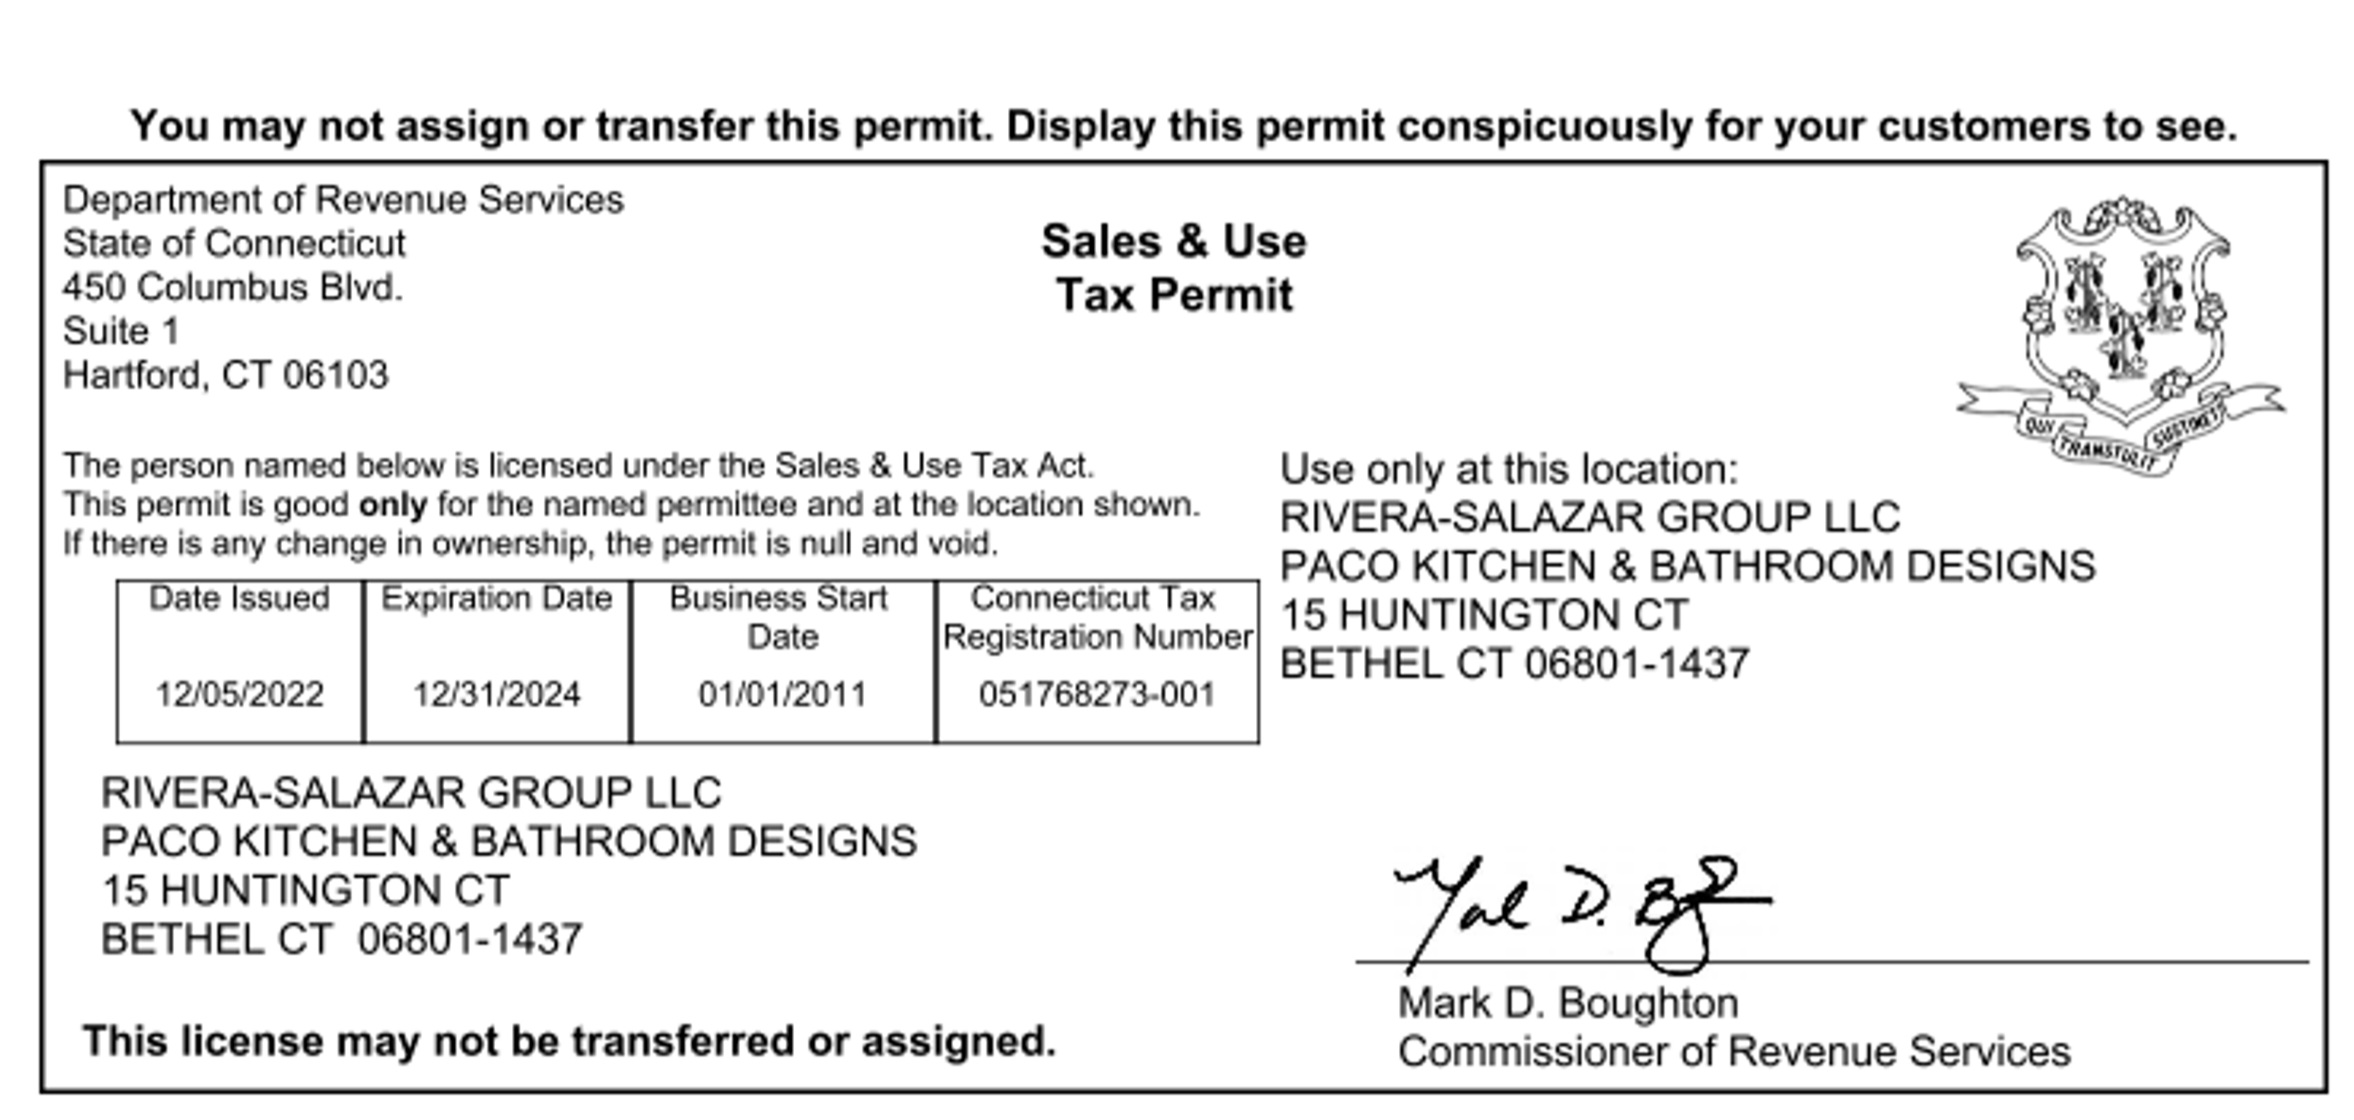 You may not assign or transfer this permit. Display this permit conspicuously for your customers to see.
Department of Revenue Services
State of Connecticut
450 Columbus Blvd.
Suite 1
Hartford, CT 06103
Sales & Use
Tax Permit
QUI TRANSTULIT SUSTINET
The person named below is licensed under the Sales & Use Tax Act.
This permit is good only for the named permittee and at the location shown.
If there is any change in ownership, the permit is null and void.
Use only at this location:
RIVERA-SALAZAR GROUP LLC
PACO KITCHEN & BATHROOM DESIGNS
15 HUNTINGTON CT
BETHEL CT 06801-1437
Date Issued
12/05/2022
Expiration Date
12/31/2024
Business Start
Date
01/01/2011
Connecticut Tax
Registration Number
051768273-001
RIVERA-SALAZAR GROUP LLC
PACO KITCHEN & BATHROOM DESIGNS
15 HUNTINGTON CT
BETHEL CT 06801-1437
This license may not be transferred or assigned.
Mark D. Boughton
Commissioner of Revenue Services